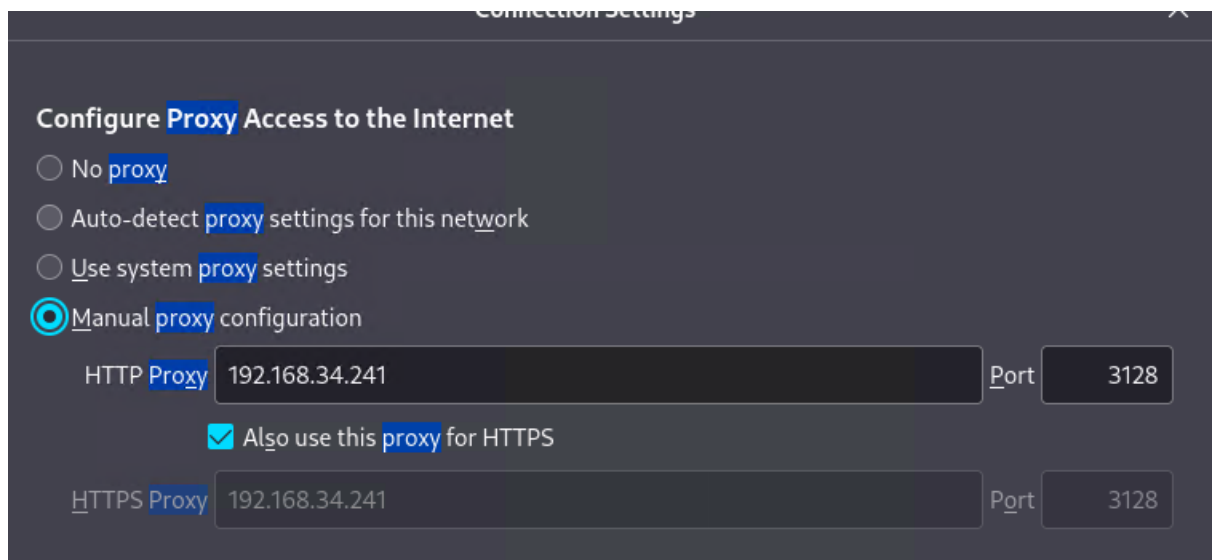 Connection Settings
Configure Proxy Access to the Internet
No proxy
Auto-detect proxy settings for this network
Use system proxy settings
Manual proxy configuration
HTTP Proxy 192.168.34.241 Port 3128
Also use this proxy for HTTPS
HTTPS Proxy 192.168.34.241 Port 3128